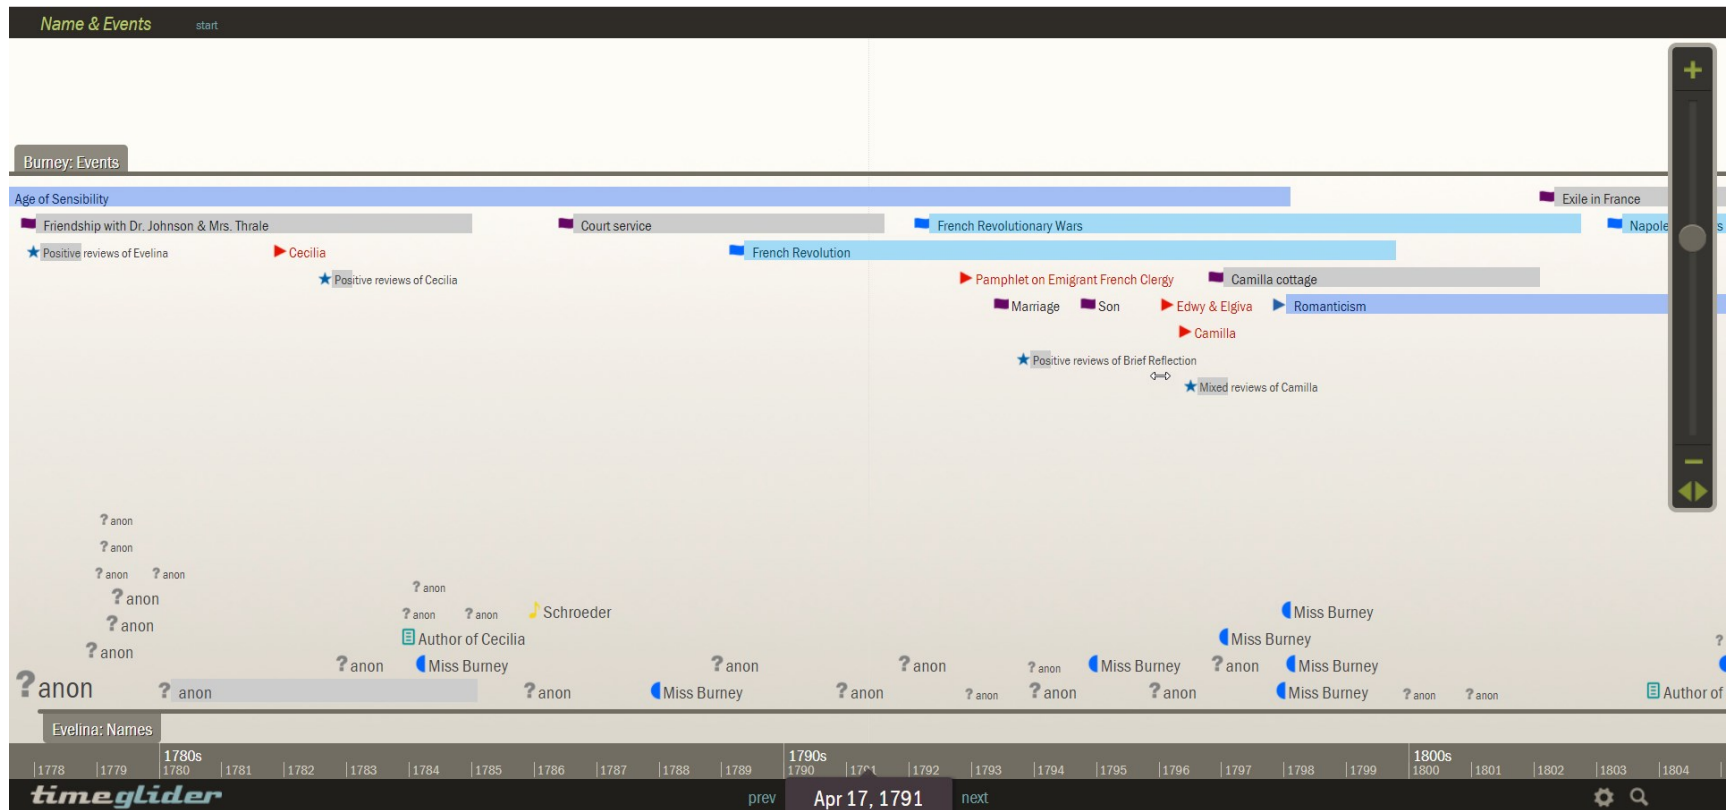 Name & Events start
Burney: Events
Age of Sensibility Exile in France
Friendship with Dr. Johnson & Mrs. Thrale Court service French Revolutionary Wars Napole s
Positive reviews of Evelina Cecilia French Revolution
Positive reviews of Cecilia Pamphlet on Emigrant French Clergy Camilla cottage
Marriage Son Edwy & Elgiva Romanticism
Camilla
Positive reviews of Brief Reflection
Mixed reviews of Camilla
? anon
? anon
? anon ? anon
? anon ? anon
? anon ? anon ? anon Schroeder Miss Burney
? anon Author of Cecilia Miss Burney ?
? anon ? anon Miss Burney ? anon ? anon ? anon Miss Burney ? anon Miss Burney
? anon ? anon ? anon Miss Burney ? anon ? anon ? anon ? anon Miss Burney ? anon ? anon Author of
Evelina: Names
1780s 1790s 1800s
1778 1779 1780 1781 1782 1783 1784 1785 1786 1787 1788 1789 1790 1791 1792 1793 1794 1795 1796 1797 1798 1799 1800 1801 1802 1803 1804
timeglider prev Apr 17, 1791 next